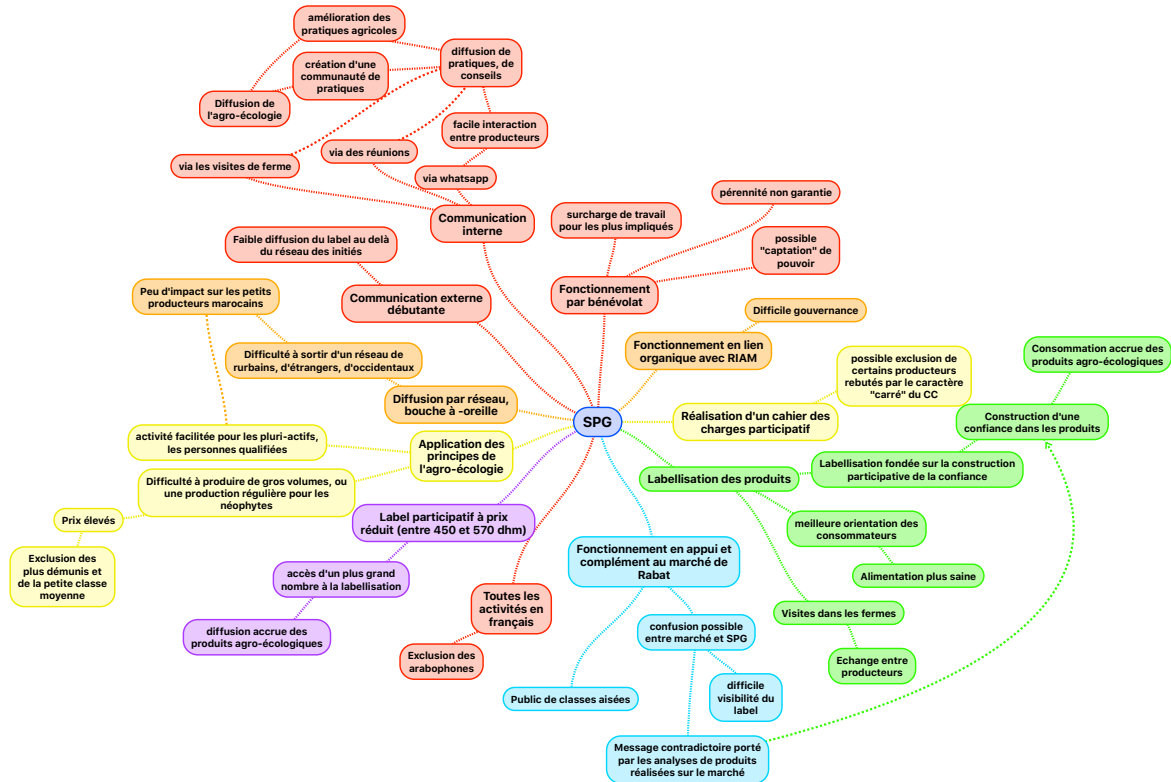 amélioration des
pratiques agricoles
diffusion de
pratiques, de
conseils
création d'une
communauté de
pratiques
Diffusion de
l'agro-écologie
facile interaction
entre producteurs
via des réunions
via les visites de ferme
via whatsapp
Communication
interne
pérennité non garantie
surcharge de travail
pour les plus impliqués
possible
"captation" de
pouvoir
Fonctionnement
par bénévolat
Faible diffusion du label au delà
du réseau des initiés
Communication externe
débutante
Peu d'impact sur les petits
producteurs marocains
Difficulté à sortir d'un réseau de
rurbains, d'étrangers, d'occidentaux
Diffusion par réseau,
bouche à -oreille
Difficile gouvernance
Fonctionnement en lien
organique avec RIAM
possible exclusion de
certains producteurs
rebutés par le caractère
"carré" du CC
Réalisation d'un cahier des
charges participatif
Consommation accrue des
produits agro-écologiques
Construction d'une
confiance dans les produits
SPG
activité facilitée pour les pluri-actifs,
les personnes qualifiées
Application des
principes de
l'agro-écologie
Difficulté à produire de gros volumes, ou
une production régulière pour les
néophytes
Prix élevés
Exclusion des
plus démunis et
de la petite classe
moyenne
Labellisation des produits
Labellisation fondée sur la construction
participative de la confiance
meilleure orientation des
consommateurs
Alimentation plus saine
Visites dans les fermes
Echange entre
producteurs
Label participatif à prix
réduit (entre 450 et 570 dhm)
accès d'un plus grand
nombre à la labellisation
diffusion accrue des
produits agro-écologiques
Toutes les
activités en
français
Exclusion des
arabophones
Fonctionnement en appui et
complément au marché de
Rabat
confusion possible
entre marché et SPG
Public de classes aisées
difficile
visibilité du
label
Message contradictoire porté
par les analyses de produits
réalisées sur le marché